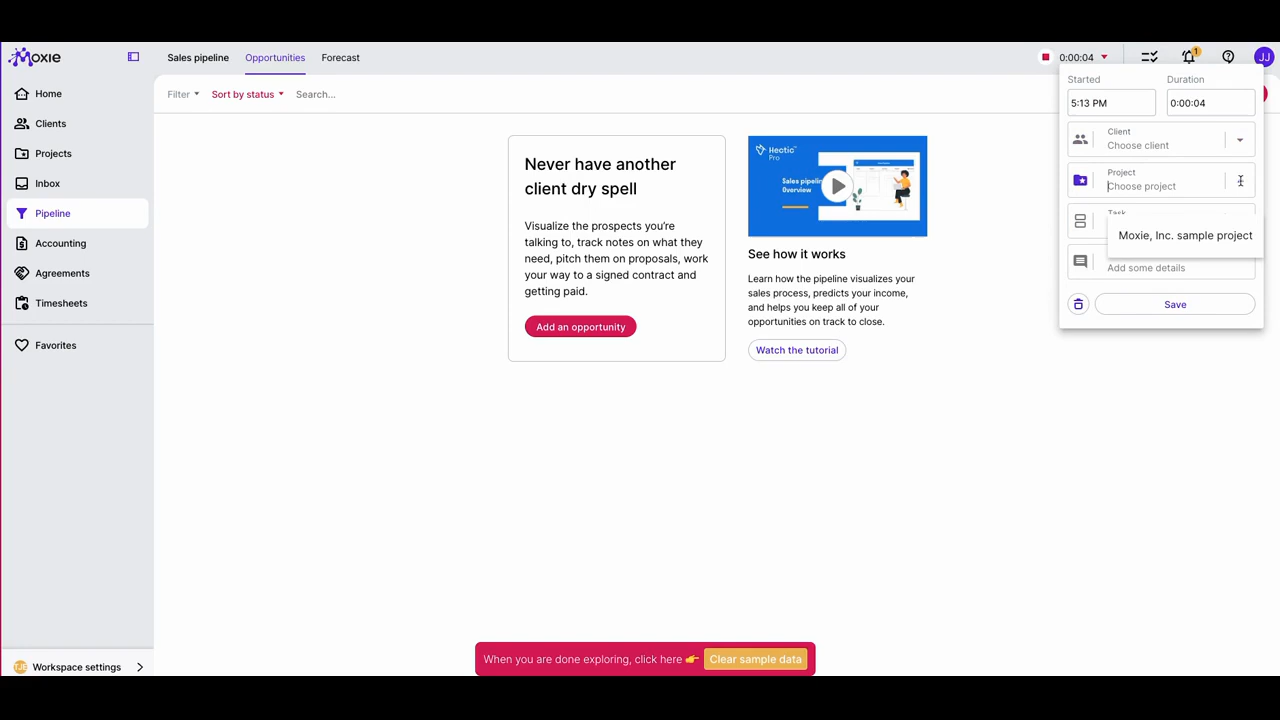 Moxie
Home
Clients
Projects
Inbox
Pipeline
Accounting
Agreements
Timesheets
Favorites
TJE
Workspace settings
Sales pipeline
Opportunities
Forecast
Filter
Sort by status
Search...
0:00:04
1
JJ
Never have another
client dry spell
Visualize the prospects you're
talking to, track notes on what they
need, pitch them on proposals, work
your way to a signed contract and
getting paid.
Add an opportunity
Hectic
Pro
Sales pipeline
Overview
See how it works
Learn how the pipeline visualizes your
sales process, predicts your income,
and helps you keep all of your
opportunities on track to close.
Watch the tutorial
Started
Duration
5:13 PM
0:00:04
Client
Choose client
Project
Choose project
Task
Moxie, Inc. sample project
Add some details
Save
When you are done exploring, click here 👉
Clear sample data